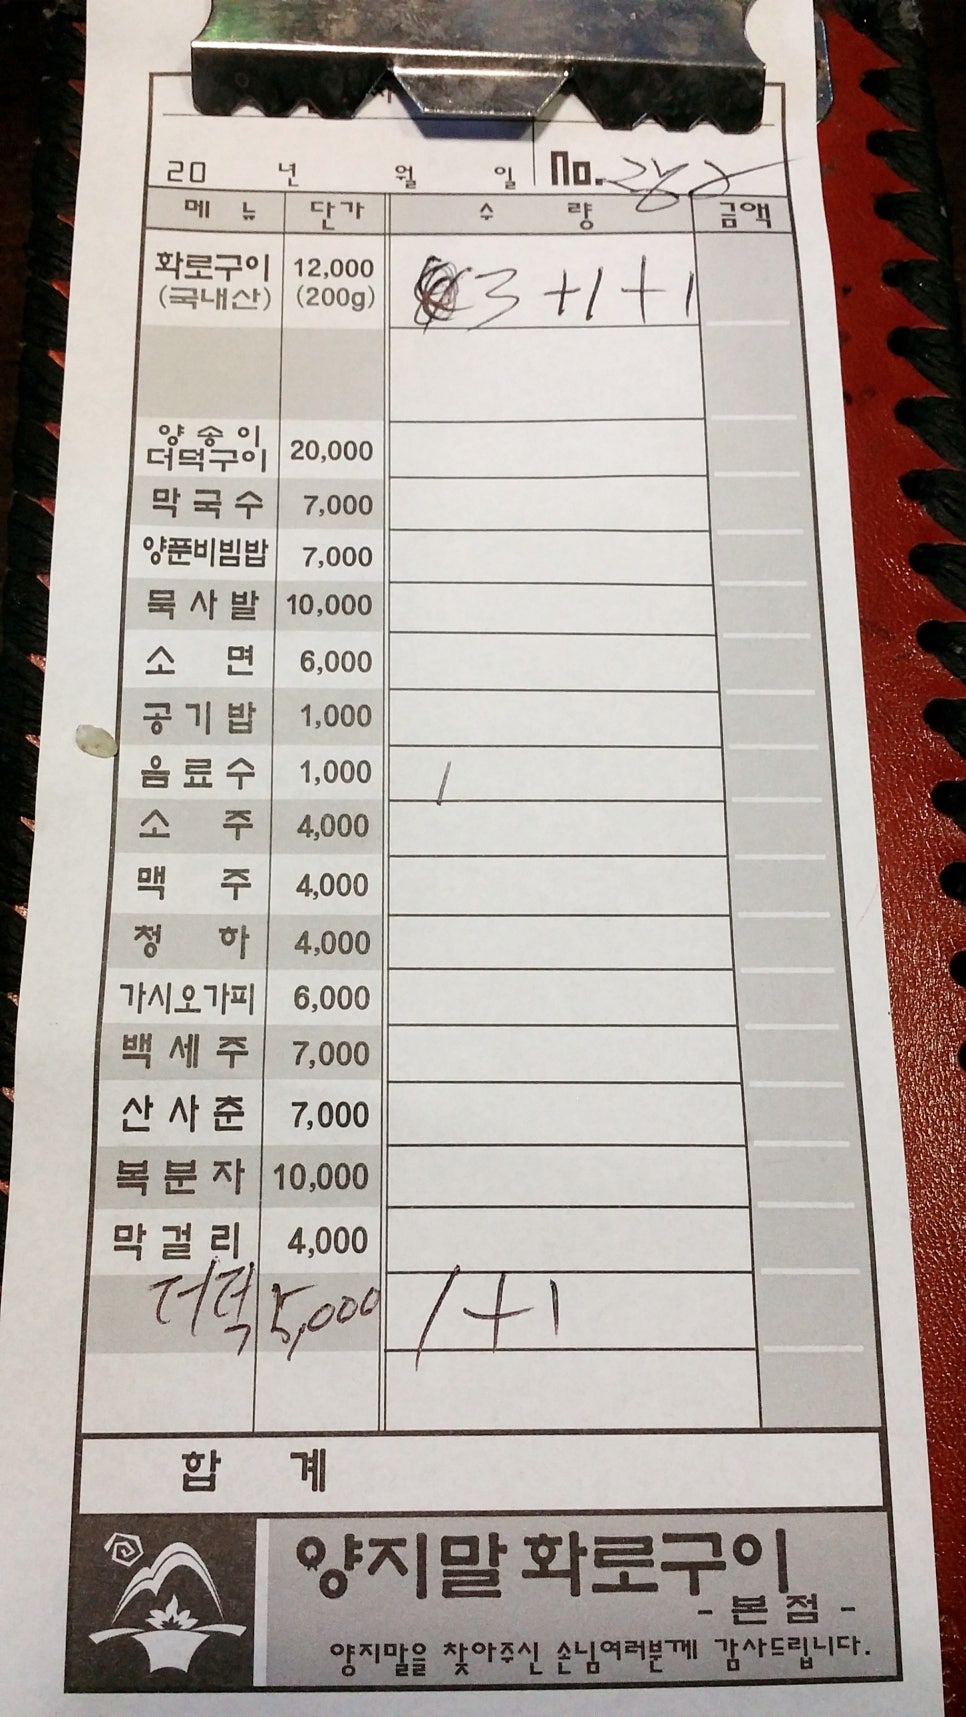 20 년 월 일 No.
메 뉴 단가 수 량 금액
화로구이 12,000 3 +1 +1
(국내산) (200g)
양송이
더덕구이 20,000
막국수 7,000
양푼비빔밥 7,000
묵사발 10,000
소 면 6,000
공기밥 1,000
음료수 1,000 /
소 주 4,000
맥 주 4,000
청 하 4,000
가시오가피 6,000
백세주 7,000
산사춘 7,000
복분자 10,000
막걸리 4,000
더덕 5,000 1+1
합 계
양지말 화로구이
- 본 점 -
양지말을 찾아주신 손님여러분께 감사드립니다.